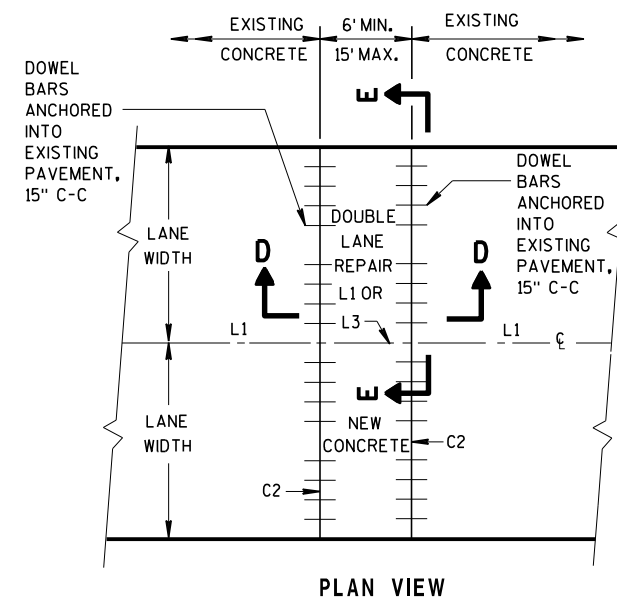 EXISTING
6' MIN.
EXISTING
CONCRETE
15' MAX.
CONCRETE
DOWEL
BARS
ANCHORED
INTO
EXISTING
PAVEMENT,
15" C-C
E
DOWEL
BARS
ANCHORED
INTO
EXISTING
PAVEMENT,
15" C-C
LANE
WIDTH
DOUBLE
LANE
REPAIR
L1 OR
L3
D
D
L1
L1
℄
E
LANE
WIDTH
NEW
CONCRETE
C2
C2
PLAN VIEW